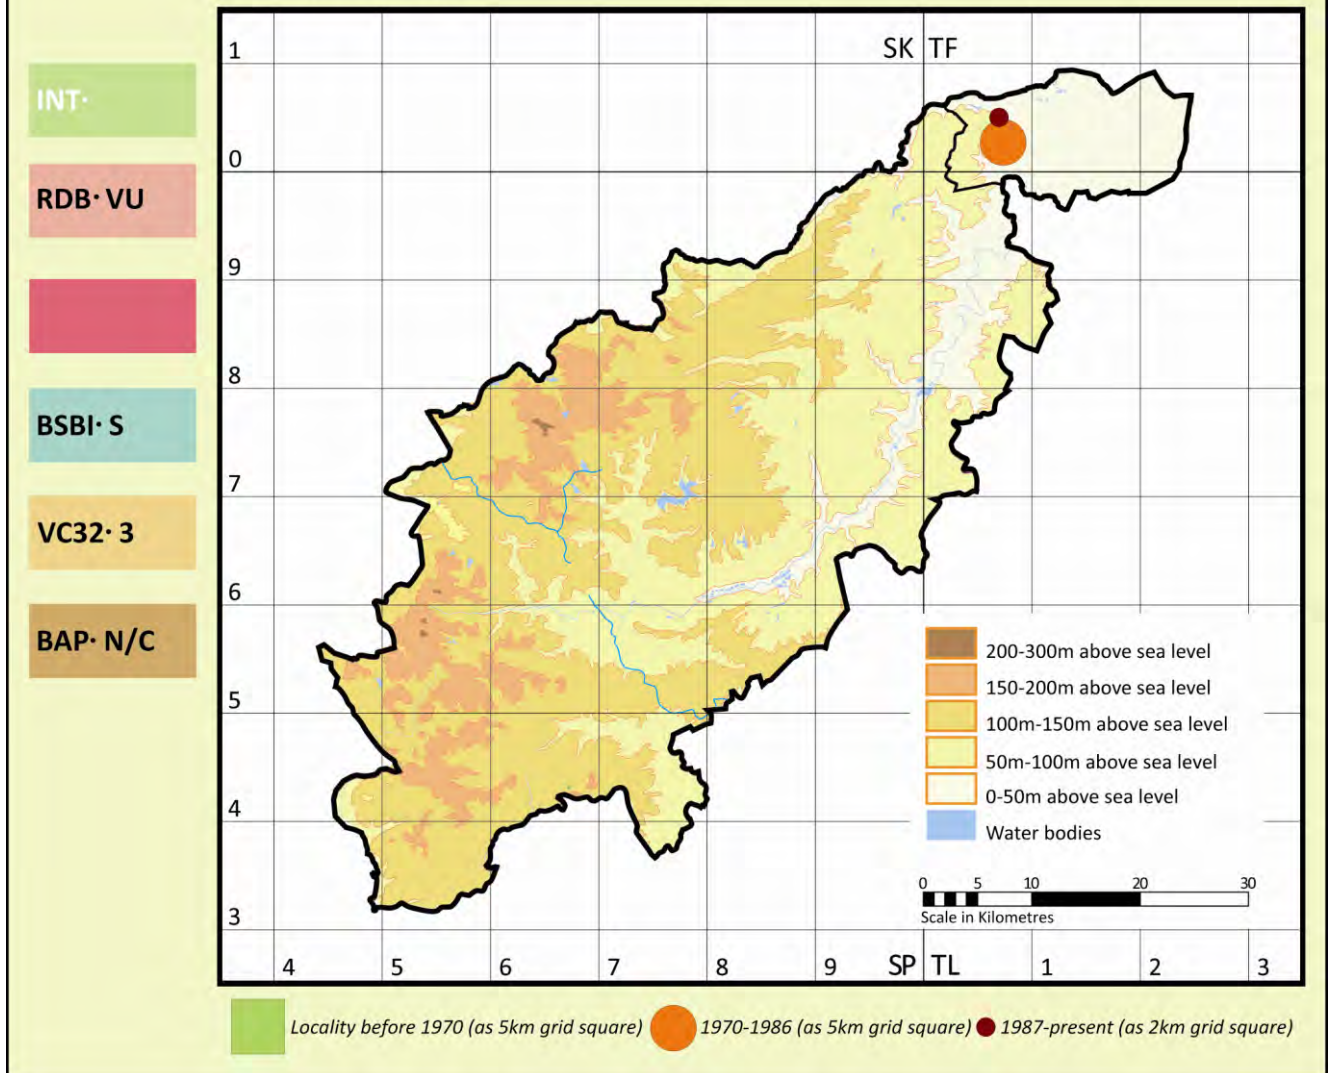 INT·
RDB· VU
BSBI· S
VC32· 3
BAP· N/C
SK TF
1
0
9
8
7
6
5
4
3
4 5 6 7 8 9 SP TL 1 2 3
200-300m above sea level
150-200m above sea level
100m-150m above sea level
50m-100m above sea level
0-50m above sea level
Water bodies
0 5 10 20 30
Scale in Kilometres
Locality before 1970 (as 5km grid square) 1970-1986 (as 5km grid square) 1987-present (as 2km grid square)